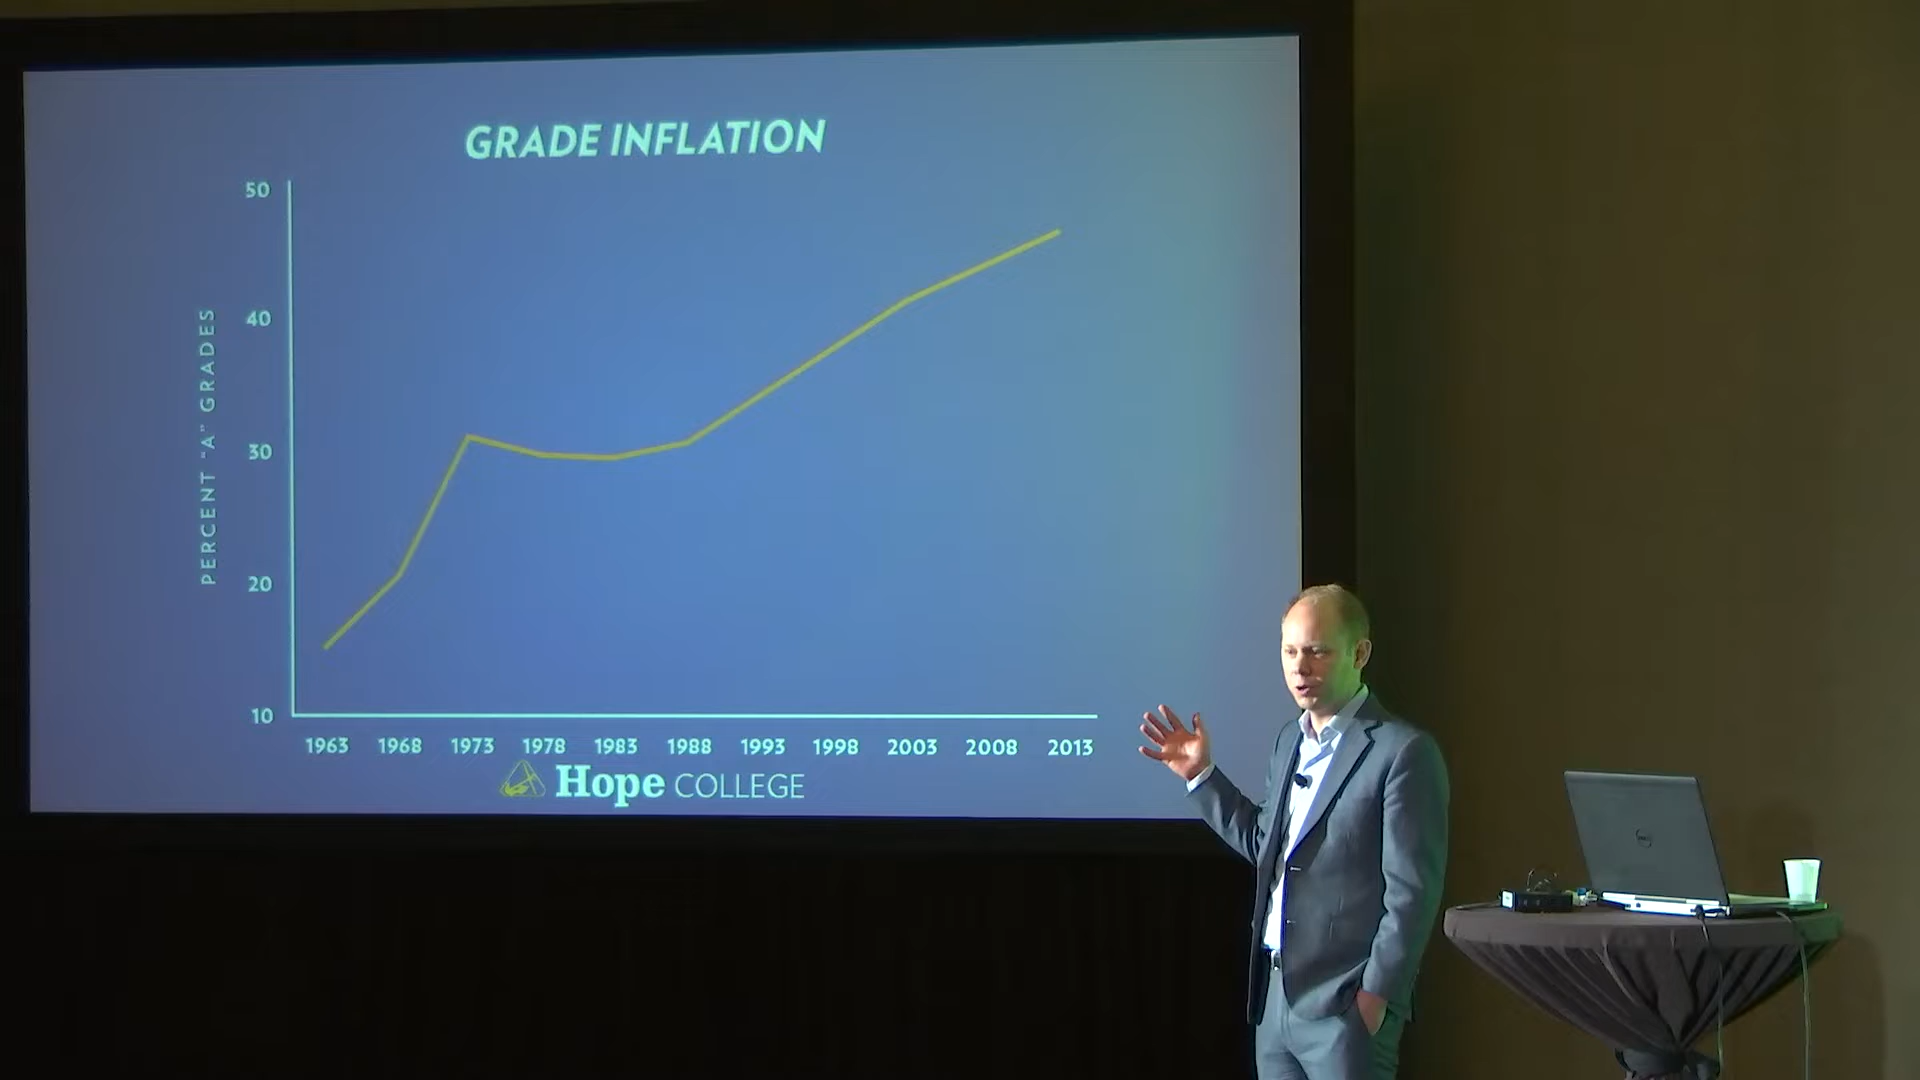 GRADE INFLATION
50
40
30
20
10
PERCENT "A" GRADES
1963 1968 1973 1978 1983 1988 1993 1998 2003 2008 2013
Hope COLLEGE